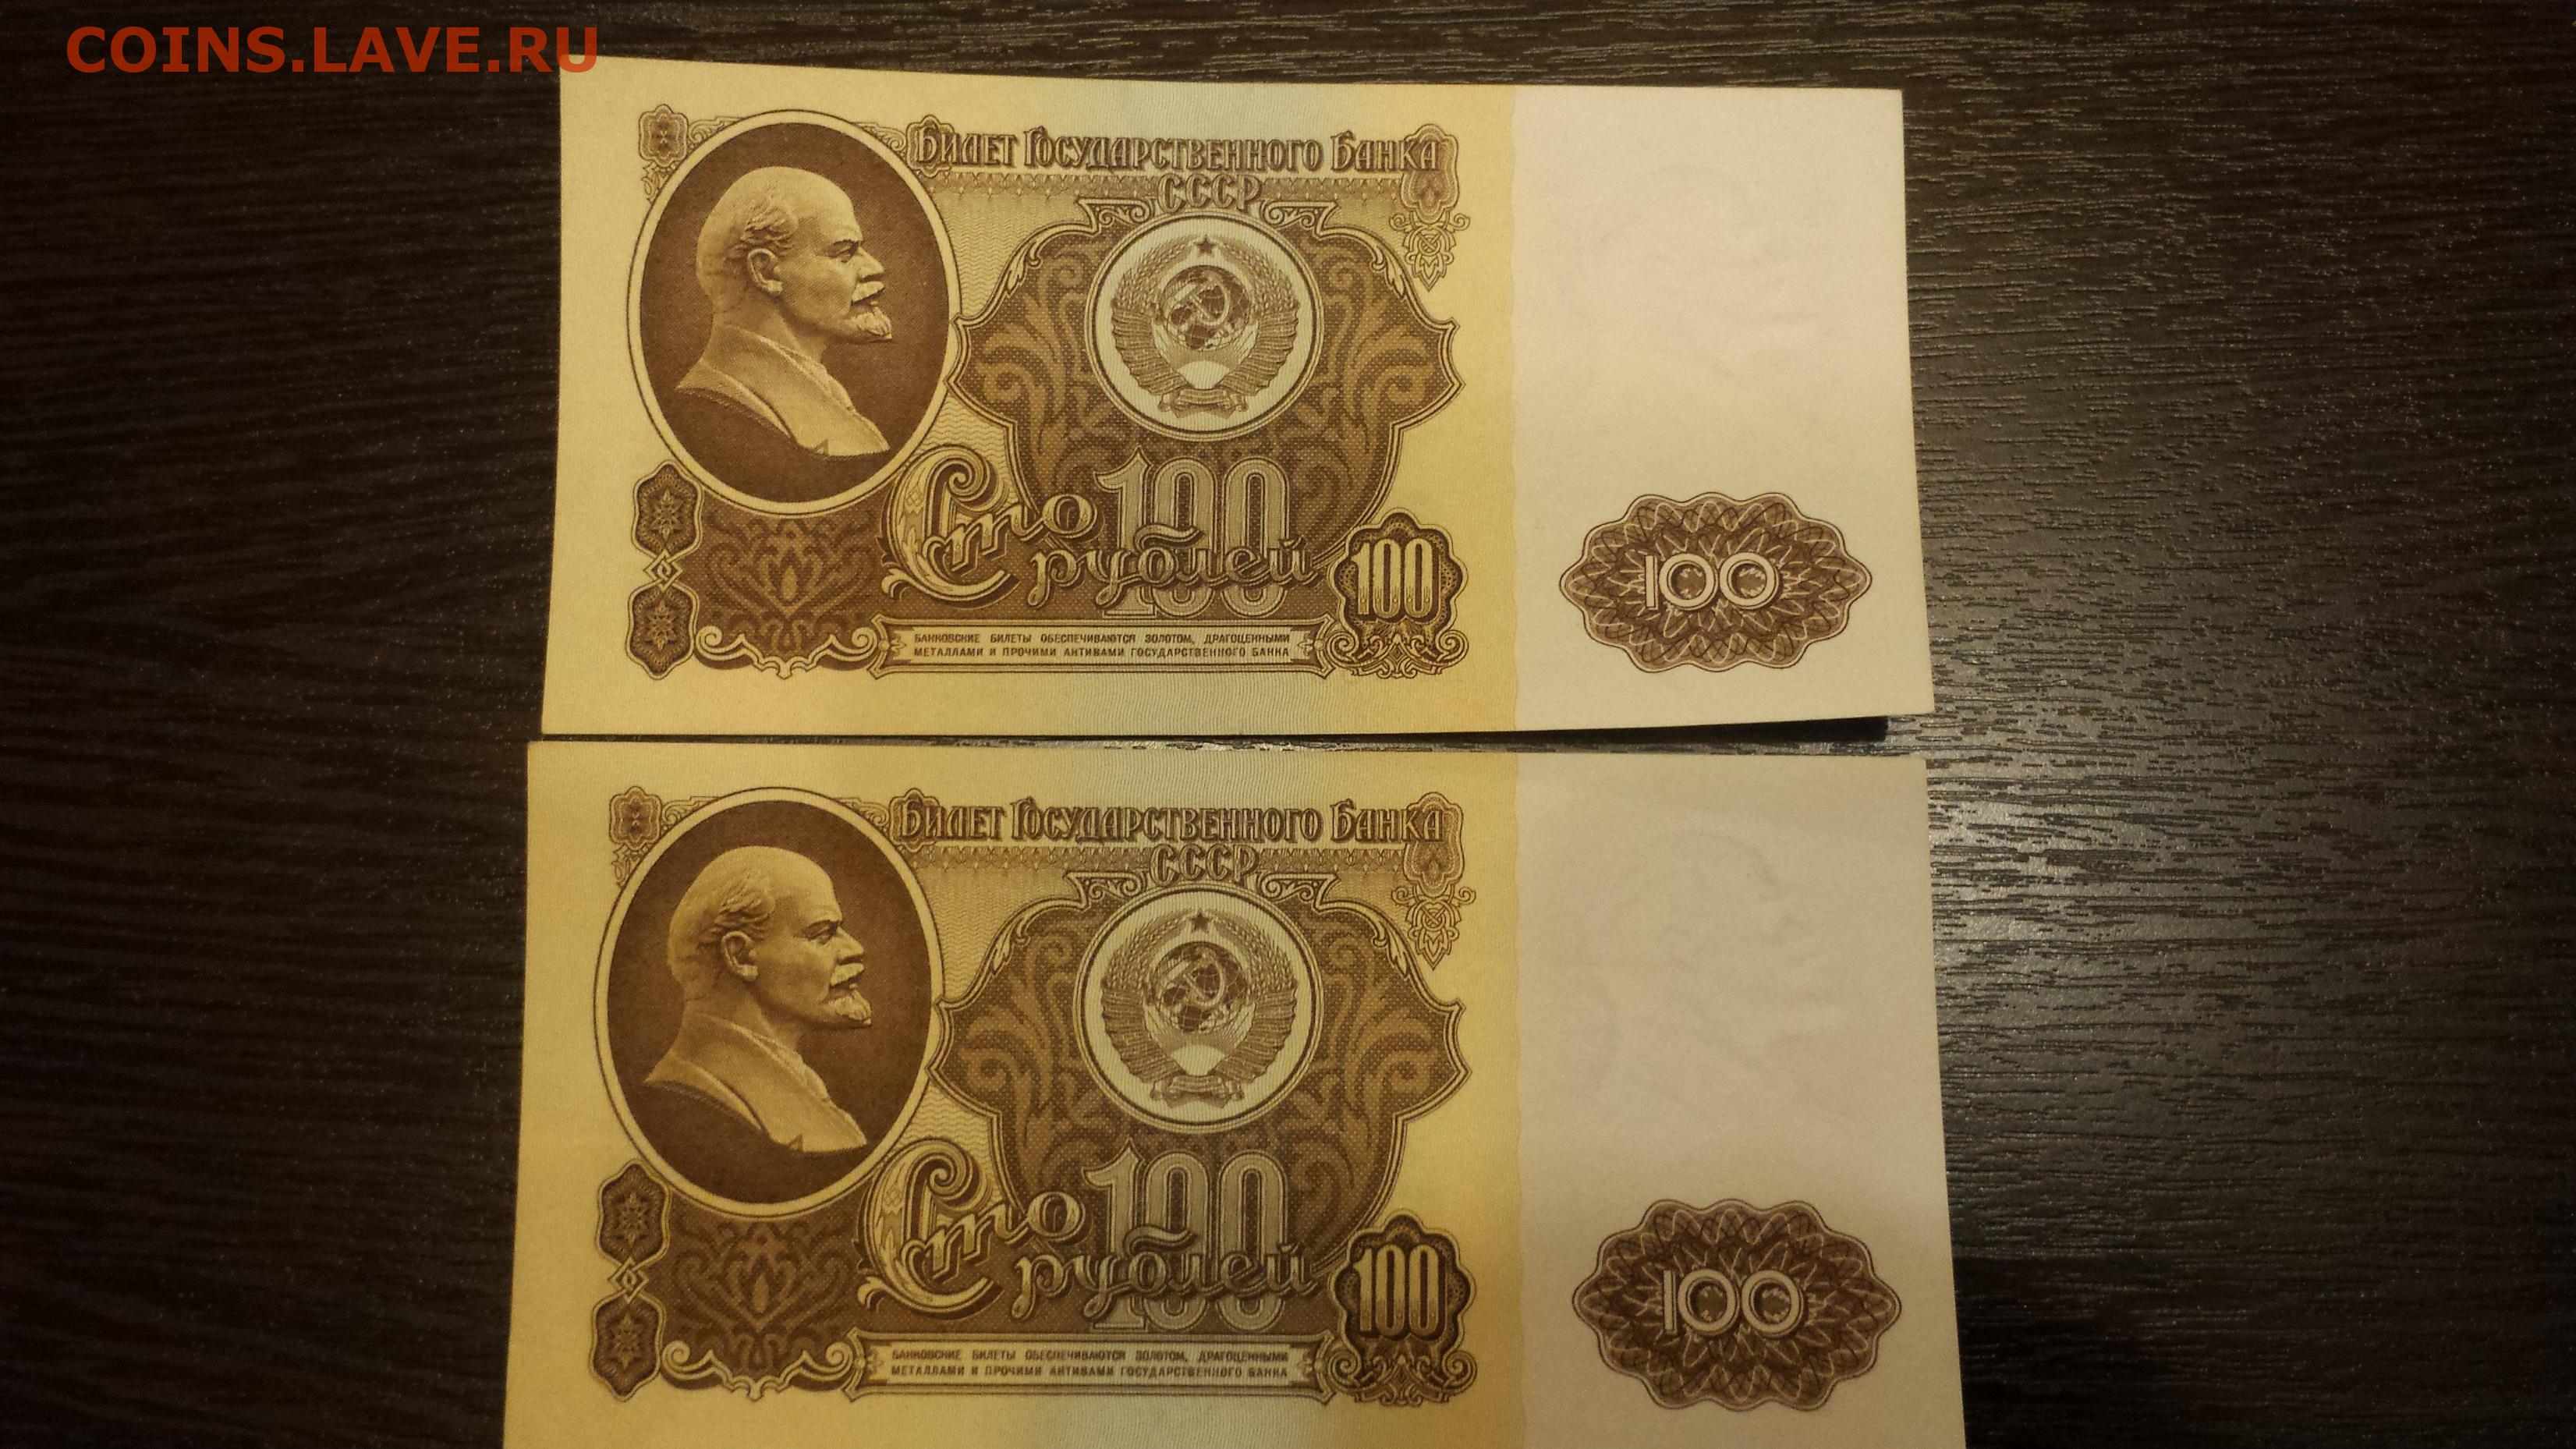 COINS.LAVE.RU
Билет Государственного Банка
СССР
100
Сто
рублей
100
100
100
БАНКОВСКИЕ БИЛЕТЫ ОБЕСПЕЧИВАЮТСЯ ЗОЛОТОМ, ДРАГОЦЕННЫМИ
МЕТАЛЛАМИ И ПРОЧИМИ АКТИВАМИ ГОСУДАРСТВЕННОГО БАНКА
Билет Государственного Банка
СССР
100
Сто
рублей
100
100
100
БАНКОВСКИЕ БИЛЕТЫ ОБЕСПЕЧИВАЮТСЯ ЗОЛОТОМ, ДРАГОЦЕННЫМИ
МЕТАЛЛАМИ И ПРОЧИМИ АКТИВАМИ ГОСУДАРСТВЕННОГО БАНКА